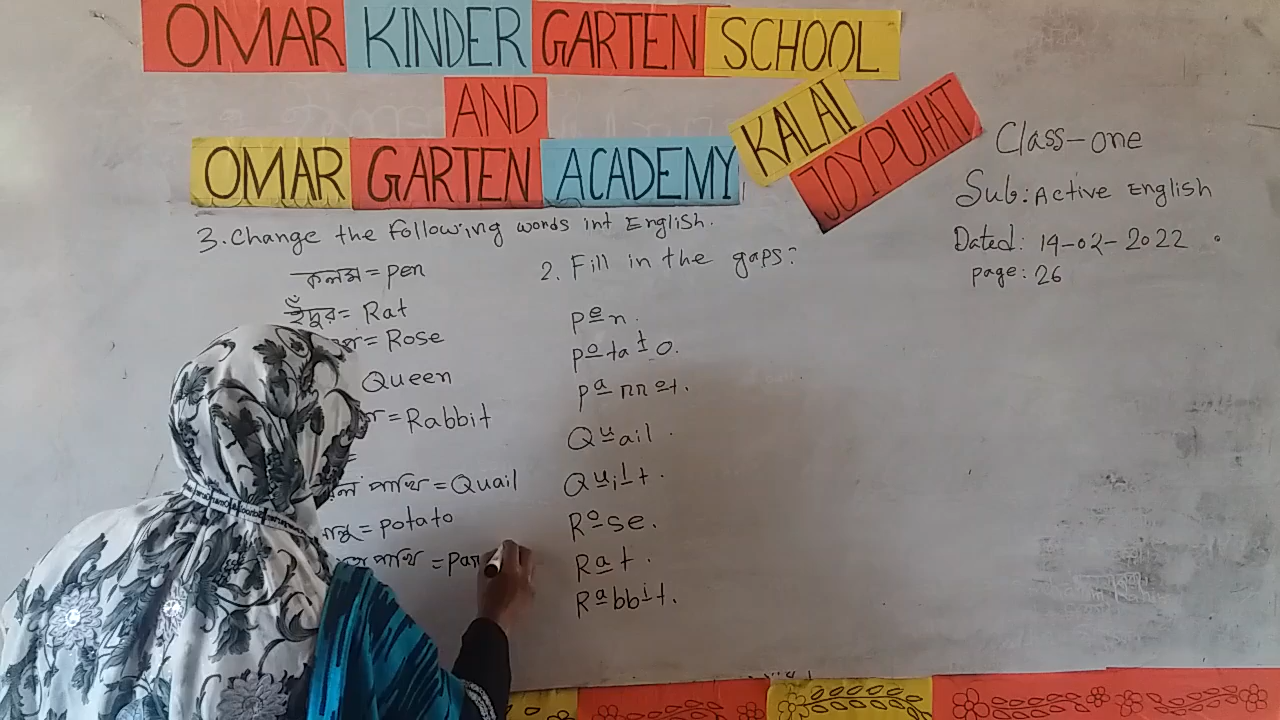 OMAR KINDER GARTEN SCHOOL
AND
OMAR GARTEN ACADEMY
KALAI
JOYPUHAT
Class-one
Sub: Active English
Dated: 14-02-2022
page: 26
3. Change the following words int English.
কলম = pen
ইঁদুর = Rat
= Rose
Queen
= Rabbit
পাখি = Quail
= potato
পাখি = Par
2. Fill in the gaps:
pen.
potato.
parrot.
Quail.
Quilt.
Rose.
Rat.
Rabbit.